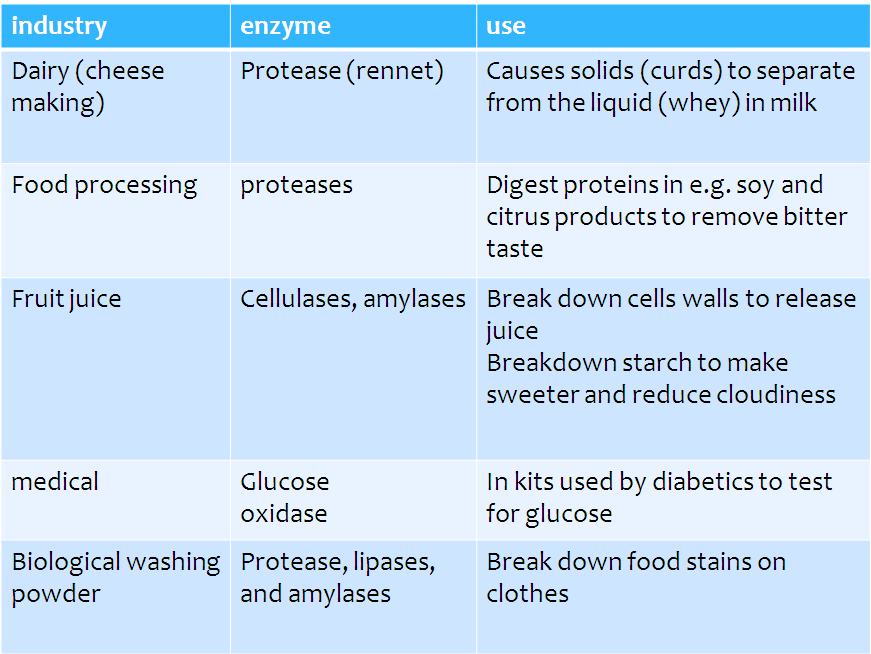 industry enzyme use
Dairy (cheese making) Protease (rennet) Causes solids (curds) to separate from the liquid (whey) in milk
Food processing proteases Digest proteins in e.g. soy and citrus products to remove bitter taste
Fruit juice Cellulases, amylases Break down cells walls to release juice
Breakdown starch to make sweeter and reduce cloudiness
medical Glucose oxidase In kits used by diabetics to test for glucose
Biological washing powder Protease, lipases, and amylases Break down food stains on clothes